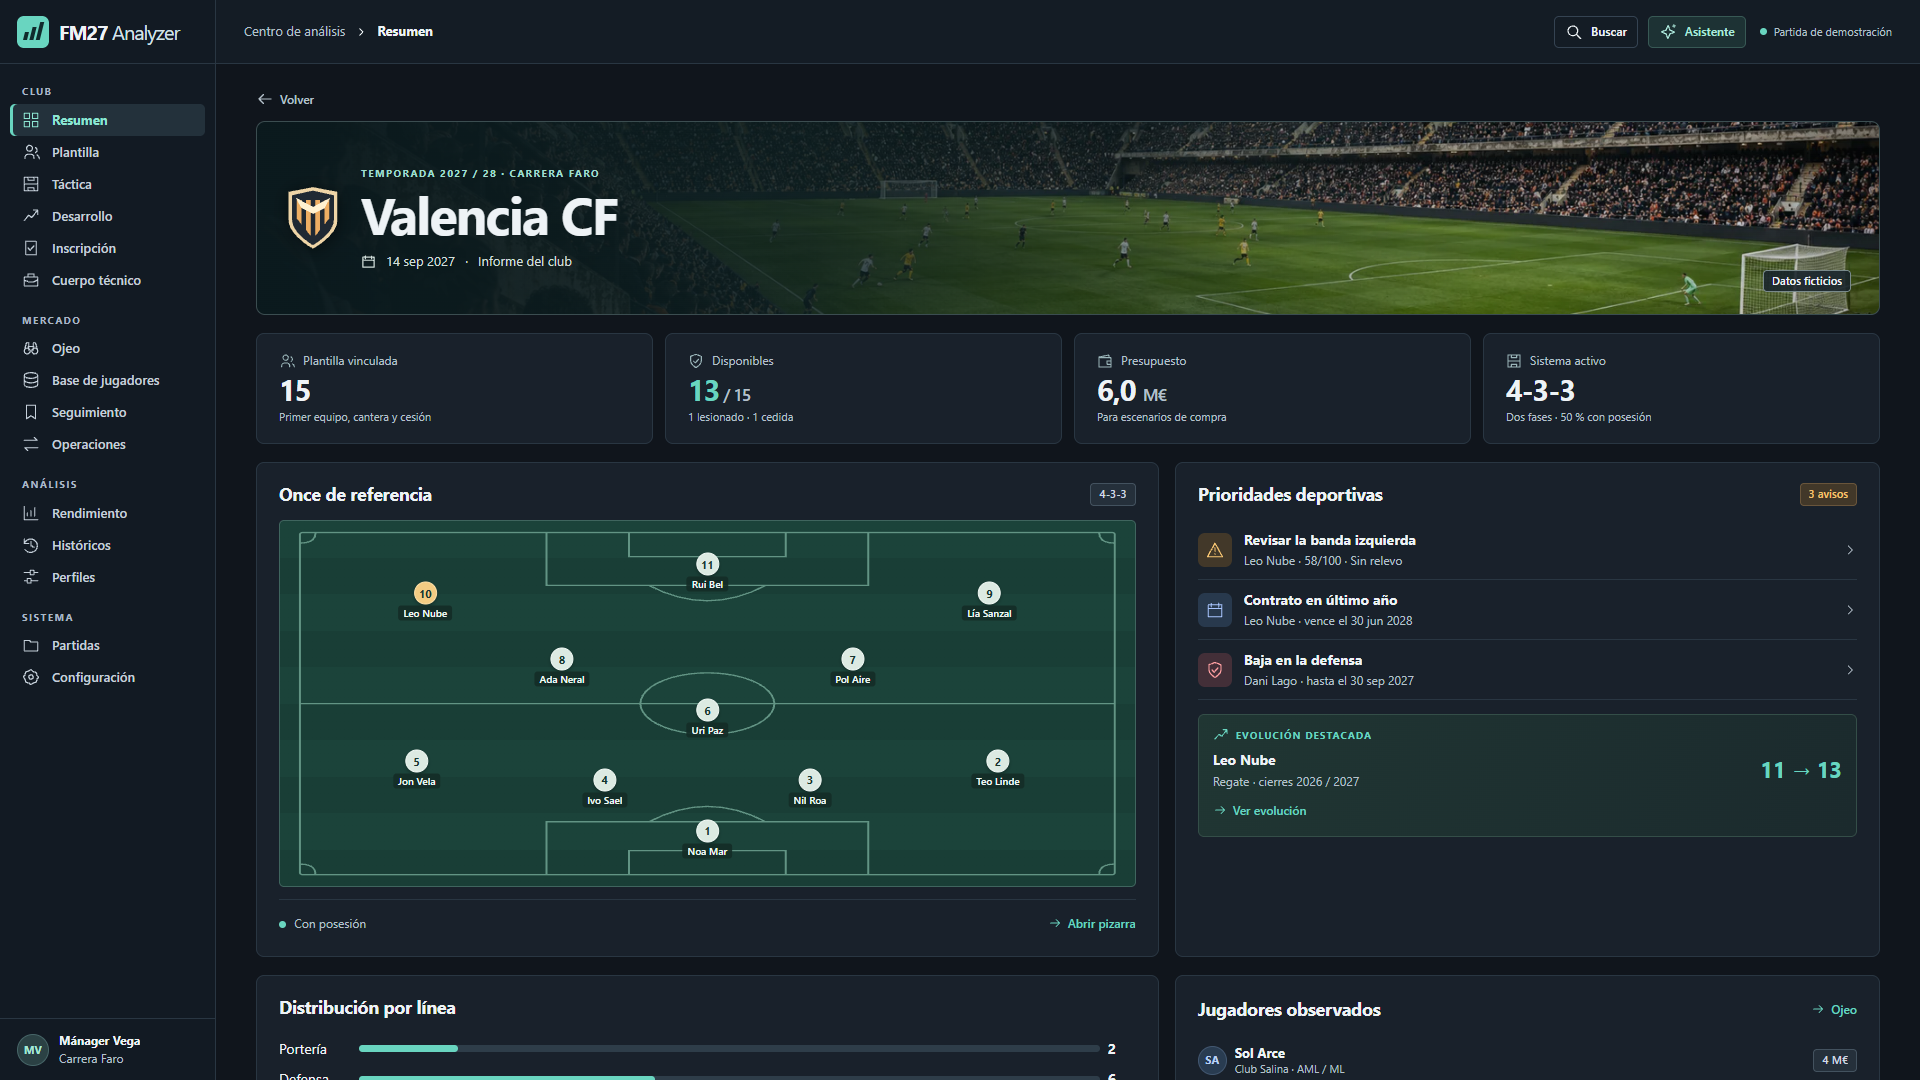 FM27 Analyzer
Centro de análisis > Resumen
Buscar
Asistente
Partida de demostración
CLUB
Resumen
Plantilla
Táctica
Desarrollo
Inscripción
Cuerpo técnico
MERCADO
Ojeo
Base de jugadores
Seguimiento
Operaciones
ANÁLISIS
Rendimiento
Históricos
Perfiles
SISTEMA
Partidas
Configuración
MV
Mánager Vega
Carrera Faro
Volver
TEMPORADA 2027 / 28 · CARRERA FARO
Valencia CF
14 sep 2027 · Informe del club
Datos ficticios
Plantilla vinculada
15
Primer equipo, cantera y cesión
Disponibles
13 / 15
1 lesionado · 1 cedida
Presupuesto
6,0 M€
Para escenarios de compra
Sistema activo
4-3-3
Dos fases · 50 % con posesión
Once de referencia
4-3-3
11
Rui Bel
10
Leo Nube
9
Lía Sanzal
8
Ada Neral
7
Pol Aire
6
Uri Paz
5
Jon Vela
4
Ivo Sael
3
Nil Roa
2
Teo Linde
1
Noa Mar
Con posesión
→ Abrir pizarra
Prioridades deportivas
3 avisos
Revisar la banda izquierda
Leo Nube · 58/100 · Sin relevo
Contrato en último año
Leo Nube · vence el 30 jun 2028
Baja en la defensa
Dani Lago · hasta el 30 sep 2027
EVOLUCIÓN DESTACADA
Leo Nube
Regate · cierres 2026 / 2027
11 → 13
→ Ver evolución
Distribución por línea
Portería
2
Defensa
6
Jugadores observados
→ Ojeo
SA
Sol Arce
Club Salina · AML / ML
4 M€